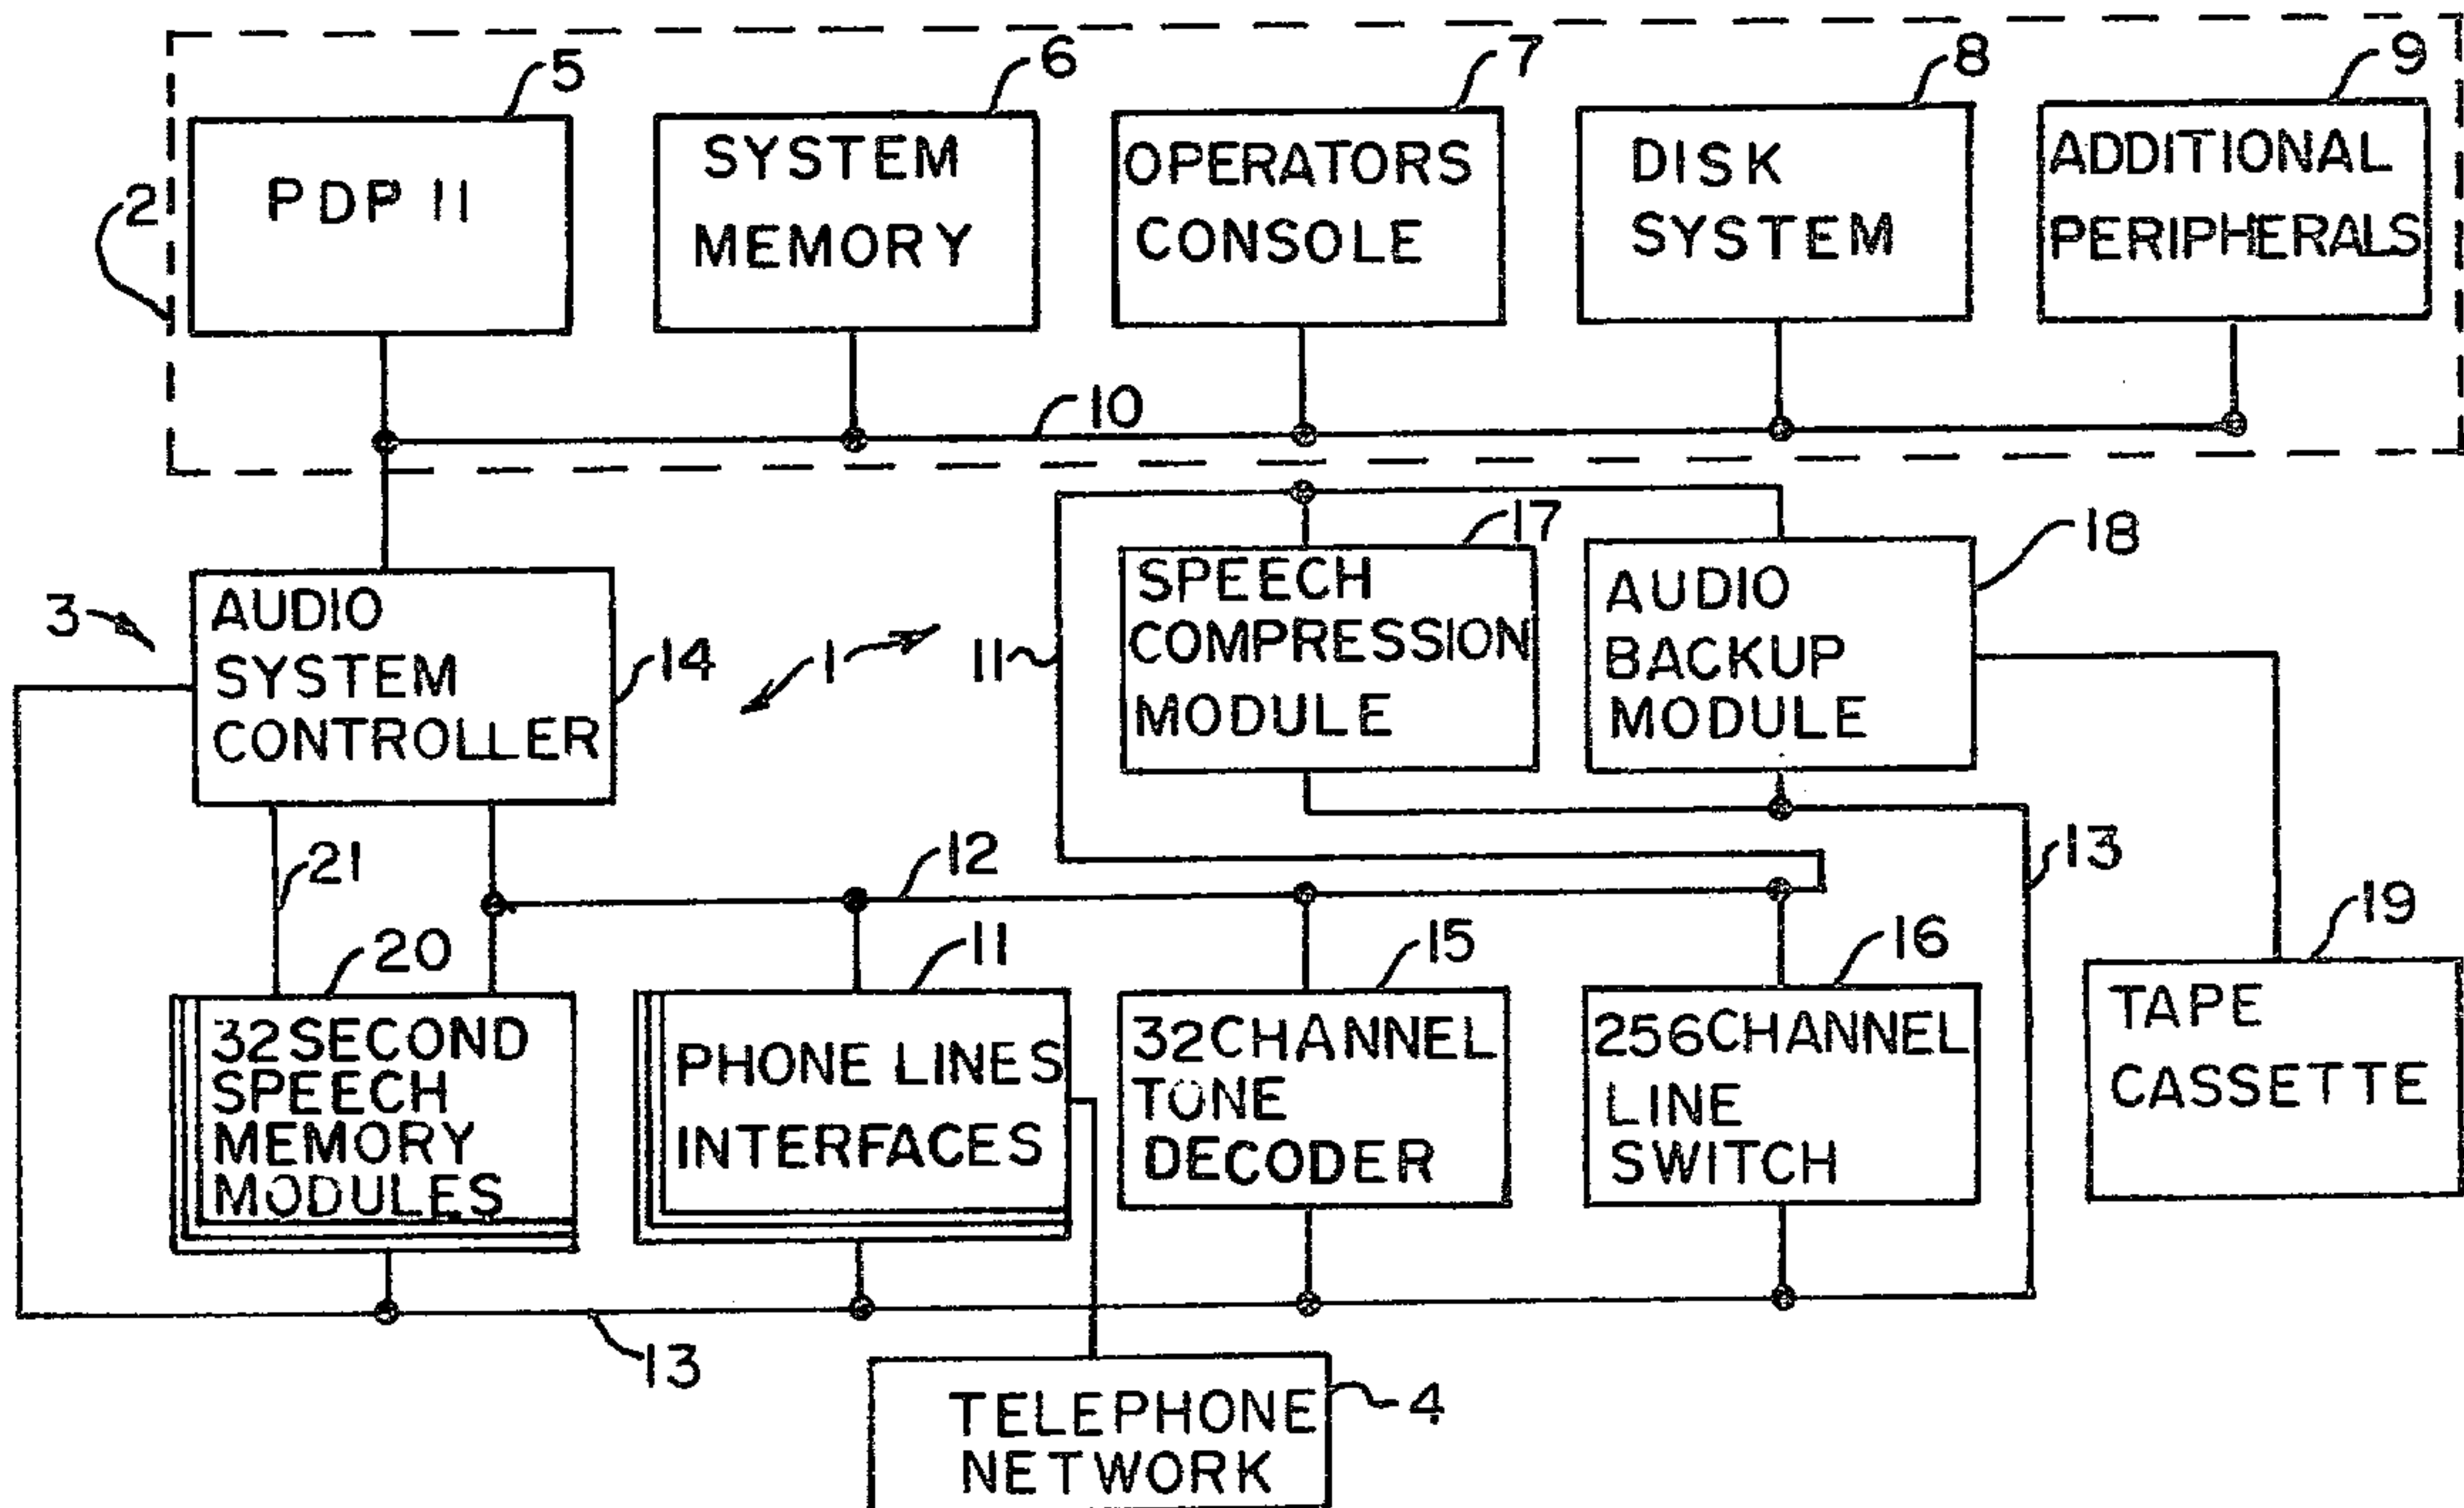 5
6
7
8
9
2
PDP 11
SYSTEM
MEMORY
OPERATORS
CONSOLE
DISK
SYSTEM
ADDITIONAL
PERIPHERALS
10
3
AUDIO
SYSTEM
CONTROLLER
14
1
11
17
SPEECH
COMPRESSION
MODULE
18
AUDIO
BACKUP
MODULE
21
12
13
20
32 SECOND
SPEECH
MEMORY
MODULES
11
PHONE LINES
INTERFACES
15
32 CHANNEL
TONE
DECODER
16
256 CHANNEL
LINE
SWITCH
19
TAPE
CASSETTE
13
TELEPHONE
NETWORK
4